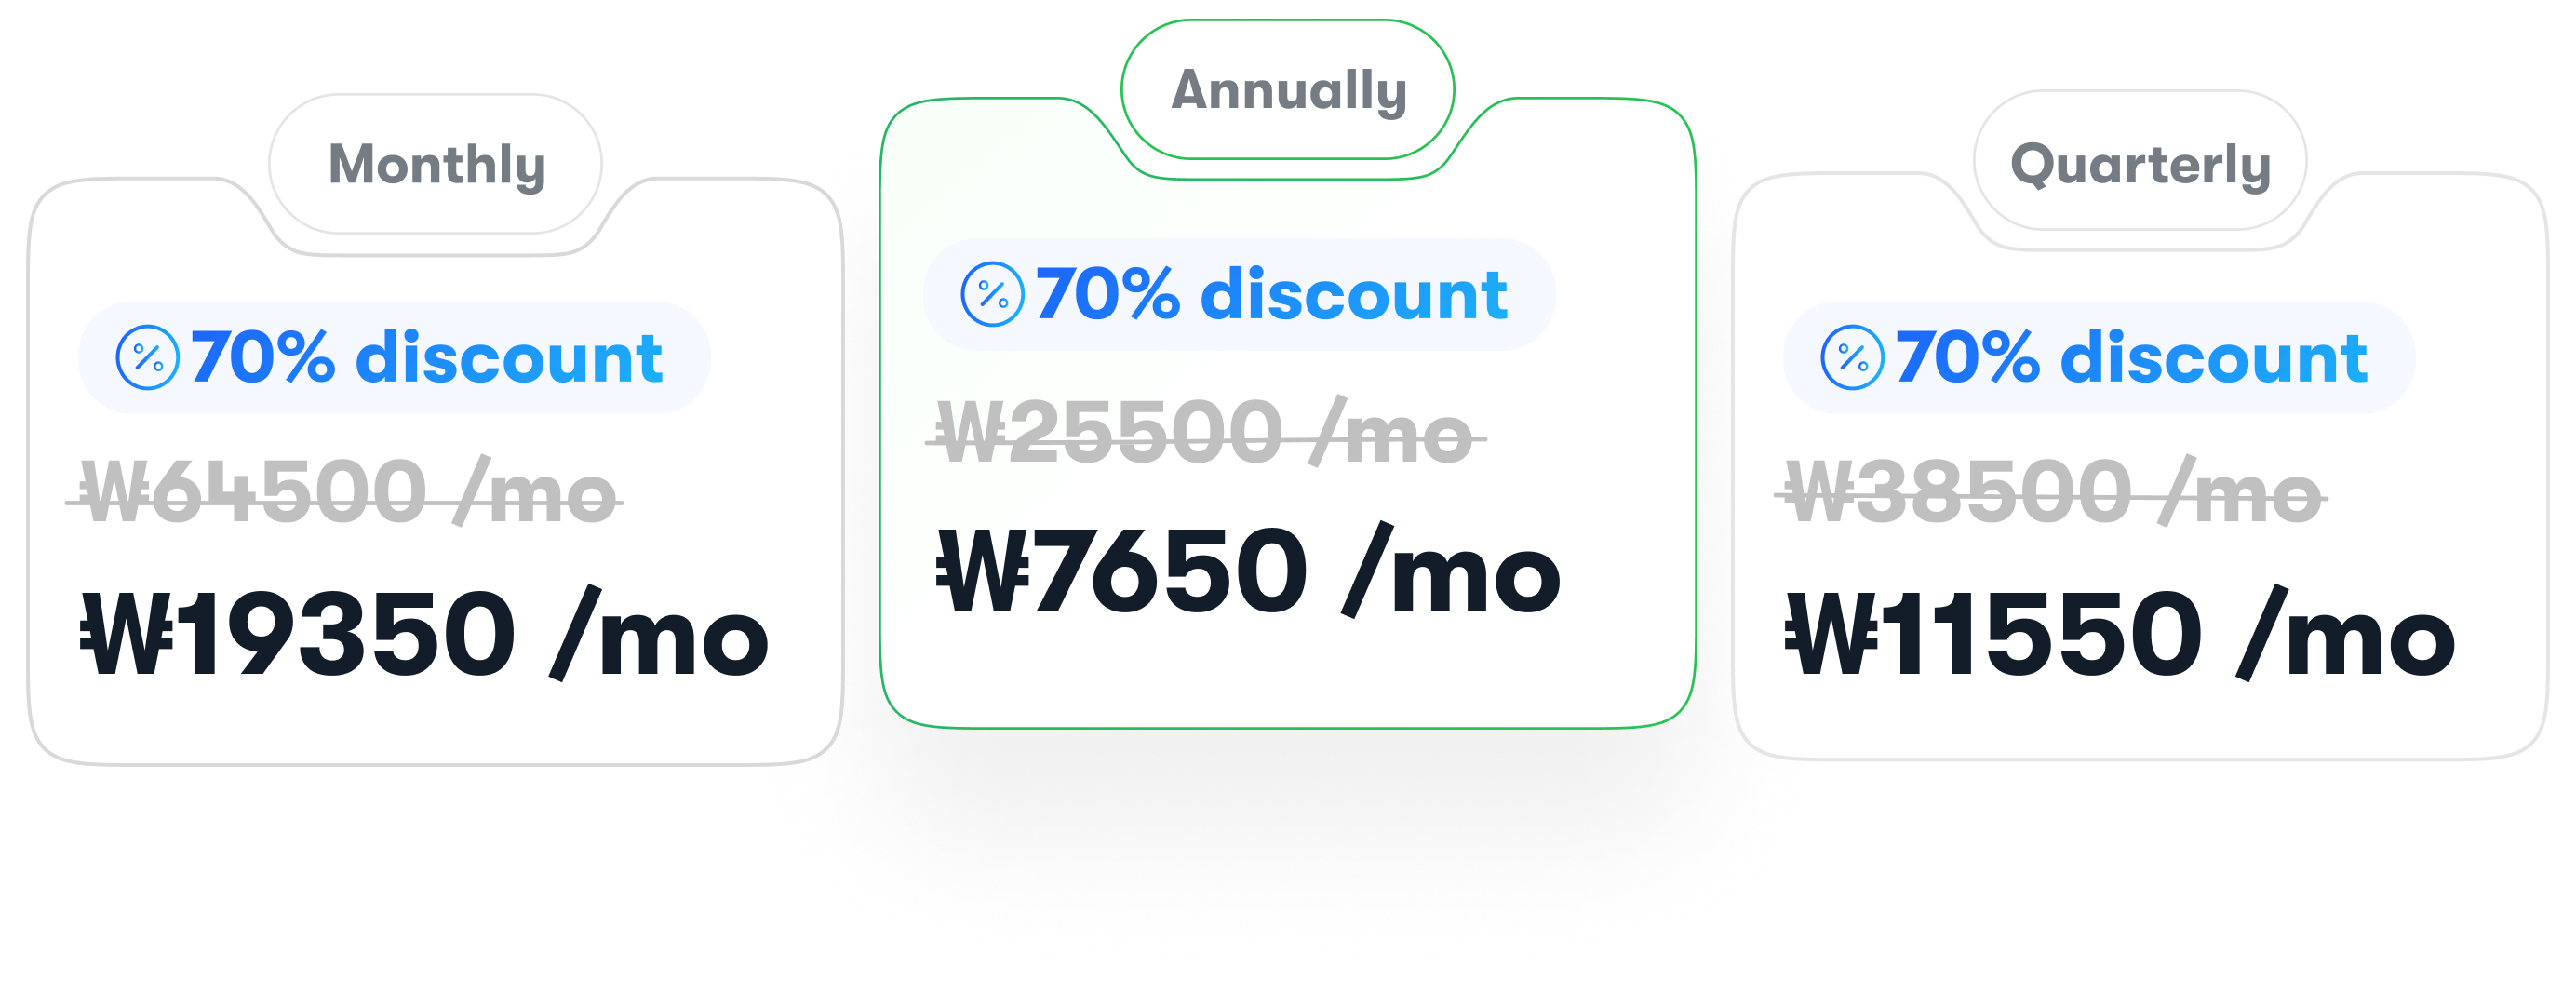 Monthly
70% discount
₩64500 /mo
₩19350 /mo
Annually
70% discount
₩25500 /mo
₩7650 /mo
Quarterly
70% discount
₩38500 /mo
₩11550 /mo